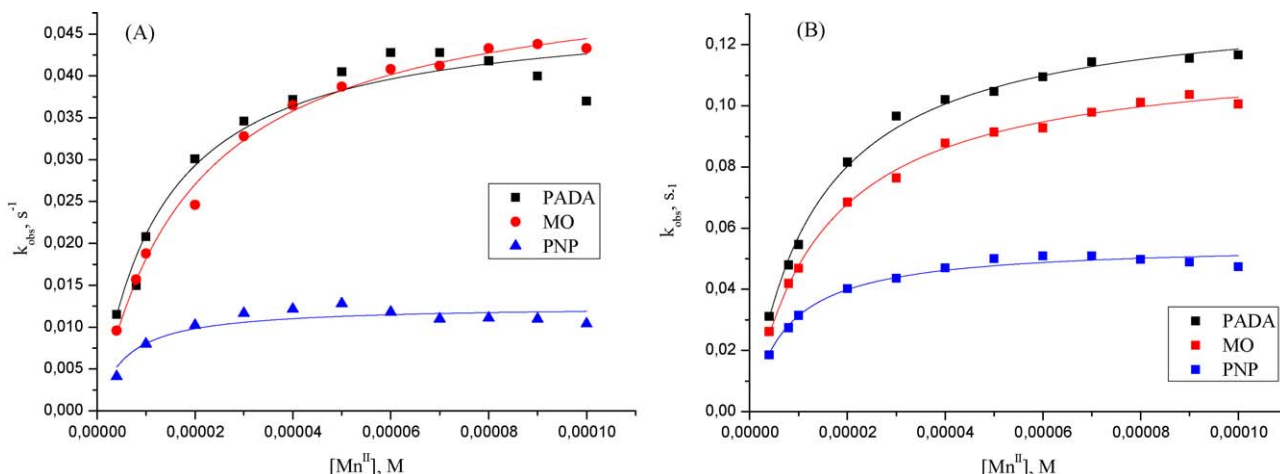 (A)
0,045
0,040
0,035
0,030
0,025
0,020
0,015
0,010
0,005
0,000
k_obs, s^-1
PADA
MO
PNP
0,00000 0,00002 0,00004 0,00006 0,00008 0,00010
[Mn^II], M
(B)
0,12
0,10
0,08
0,06
0,04
0,02
0,00
k_obs, s-1
PADA
MO
PNP
0,00000 0,00002 0,00004 0,00006 0,00008 0,00010
[Mn^II], M